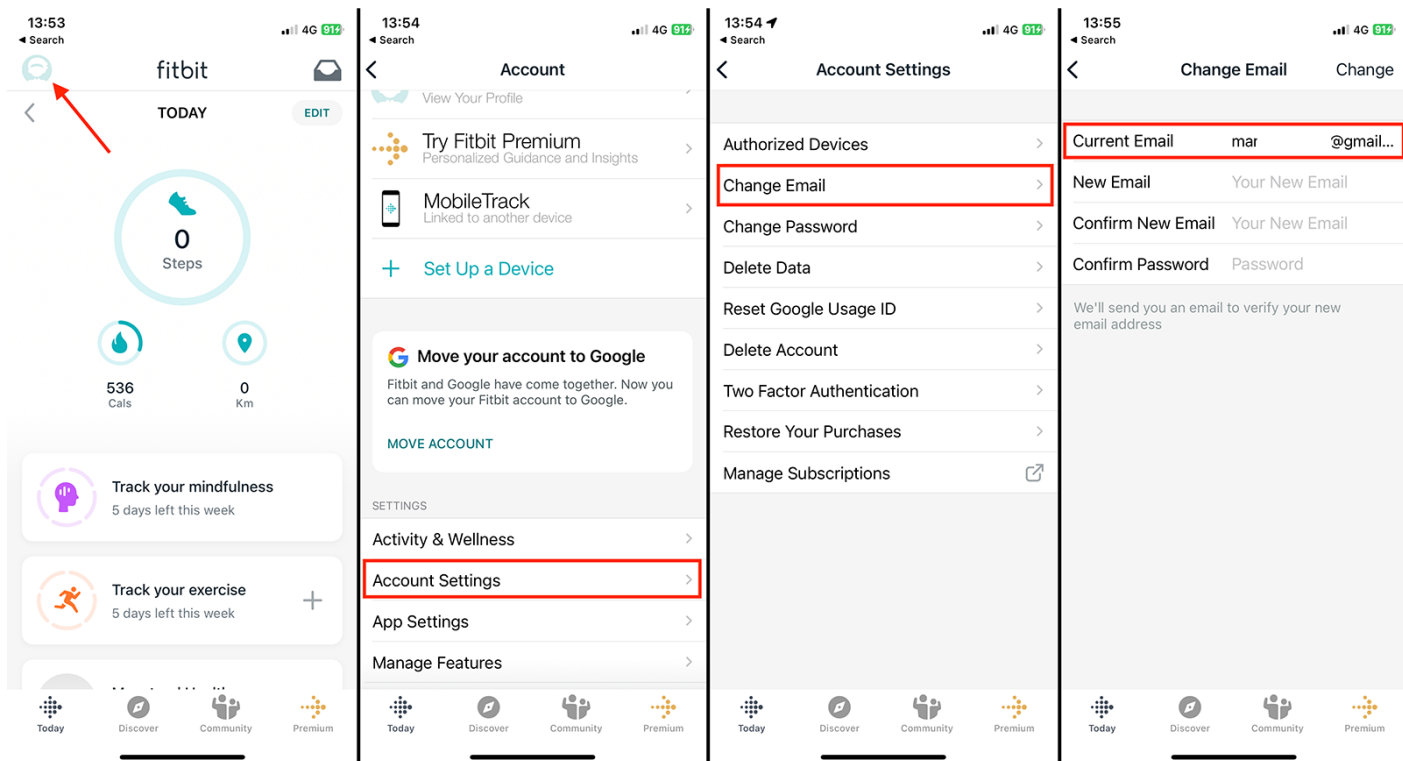 13:53
4G 91
◂ Search
fitbit
TODAY
EDIT
0
Steps
536
Cals
0
Km
Track your mindfulness
5 days left this week
Track your exercise
5 days left this week
Today
Discover
Community
Premium
13:54
4G 91
◂ Search
Account
View Your Profile
Try Fitbit Premium
Personalized Guidance and Insights
MobileTrack
Linked to another device
+ Set Up a Device
Move your account to Google
Fitbit and Google have come together. Now you
can move your Fitbit account to Google.
MOVE ACCOUNT
SETTINGS
Activity & Wellness
Account Settings
App Settings
Manage Features
Today
Discover
Community
Premium
13:54
4G 91
◂ Search
Account Settings
Authorized Devices
Change Email
Change Password
Delete Data
Reset Google Usage ID
Delete Account
Two Factor Authentication
Restore Your Purchases
Manage Subscriptions
Today
Discover
Community
Premium
13:55
4G 91
◂ Search
Change Email
Change
Current Email mar @gmail...
New Email Your New Email
Confirm New Email Your New Email
Confirm Password Password
We'll send you an email to verify your new
email address
Today
Discover
Community
Premium